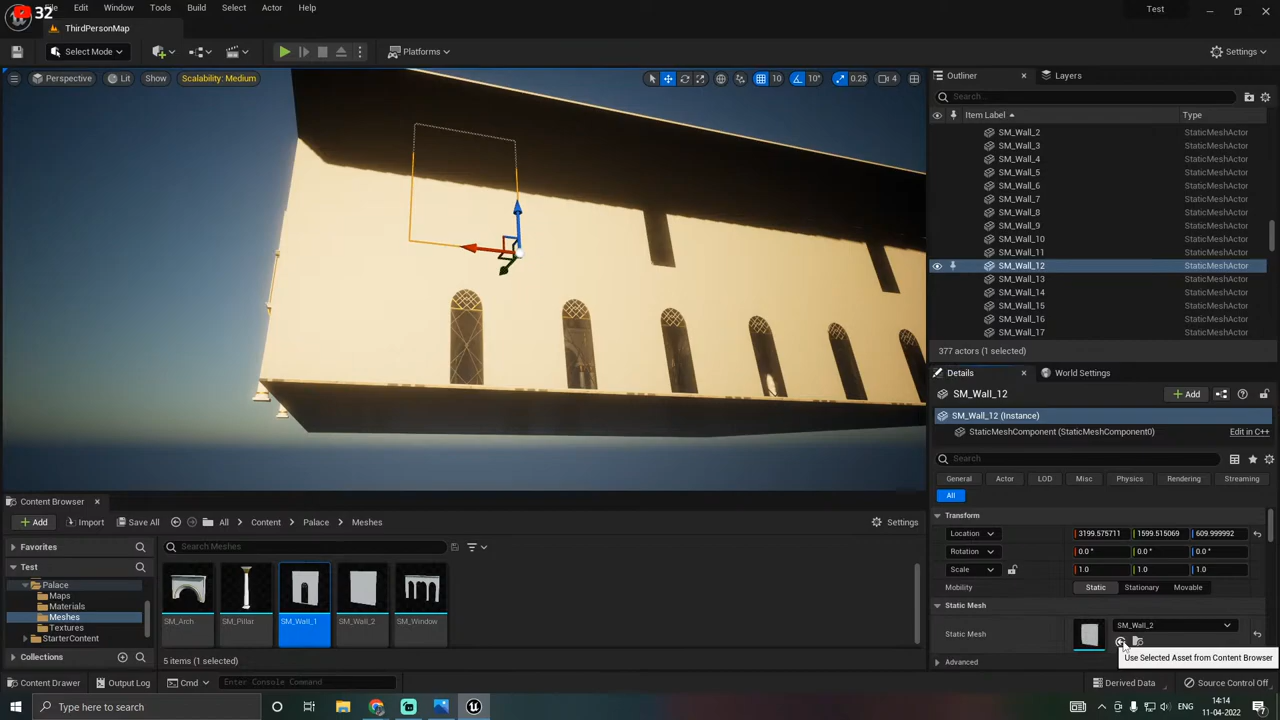 32
Edit Window Tools Build Select Actor Help Test
ThirdPersonMap
Select Mode Platforms Settings
Perspective Lit Show Scalability: Medium 10 10° 0.25 4
Outliner Layers
Search...
Item Label Type
SM_Wall_2 StaticMeshActor
SM_Wall_3 StaticMeshActor
SM_Wall_4 StaticMeshActor
SM_Wall_5 StaticMeshActor
SM_Wall_6 StaticMeshActor
SM_Wall_7 StaticMeshActor
SM_Wall_8 StaticMeshActor
SM_Wall_9 StaticMeshActor
SM_Wall_10 StaticMeshActor
SM_Wall_11 StaticMeshActor
SM_Wall_12 StaticMeshActor
SM_Wall_13 StaticMeshActor
SM_Wall_14 StaticMeshActor
SM_Wall_15 StaticMeshActor
SM_Wall_16 StaticMeshActor
SM_Wall_17 StaticMeshActor
377 actors (1 selected)
Details World Settings
SM_Wall_12 Add
SM_Wall_12 (Instance)
StaticMeshComponent (StaticMeshComponent0) Edit in C++
Search
General Actor LOD Misc Physics Rendering Streaming
All
Transform
Location 3199.575711 1599.515069 609.999992
Rotation 0.0 ° 0.0 ° 0.0 °
Scale 1.0 1.0 1.0
Mobility Static Stationary Movable
Static Mesh
Static Mesh SM_Wall_2
Use Selected Asset from Content Browser
Advanced
Content Browser
Add Import Save All All Content Palace Meshes Settings
Favorites
Test
Palace
Maps
Materials
Meshes
Textures
StarterContent
Collections
Search Meshes
SM_Arch SM_Pillar SM_Wall_1 SM_Wall_2 SM_Window
5 items (1 selected)
Content Drawer Output Log Cmd Enter Console Command Derived Data Source Control Off
Type here to search ENG 14:14
11-04-2022